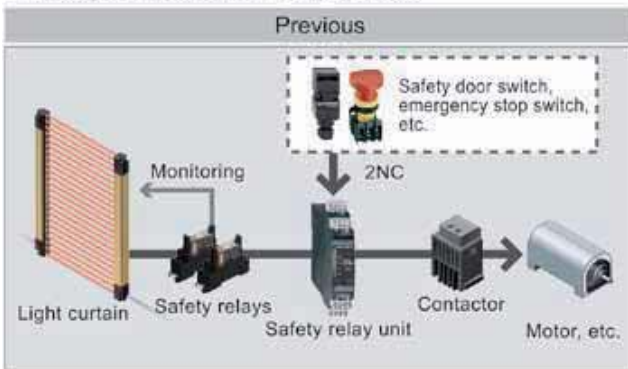 Previous
Safety door switch,
emergency stop switch,
etc.
Monitoring
2NC
Light curtain
Safety relays
Safety relay unit
Contactor
Motor, etc.